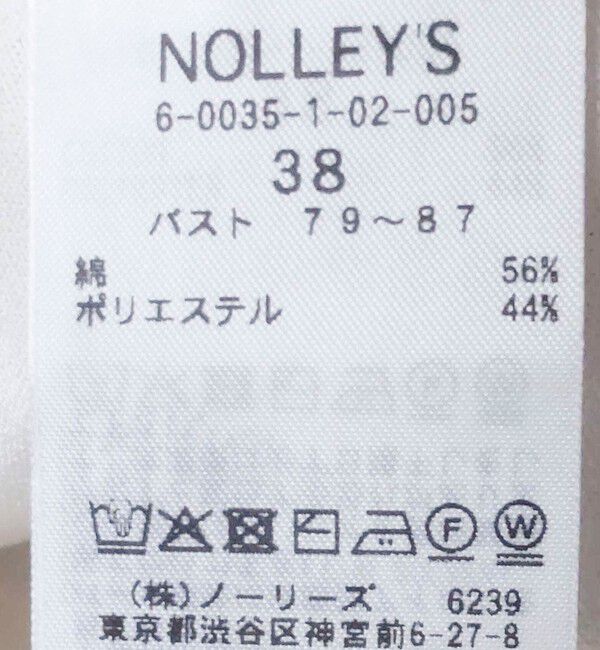 NOLLEY'S
6-0035-1-02-005
38
バスト 79～87
綿 56%
ポリエステル 44%
F W
(株)ノーリーズ 6239
東京都渋谷区神宮前6-27-8